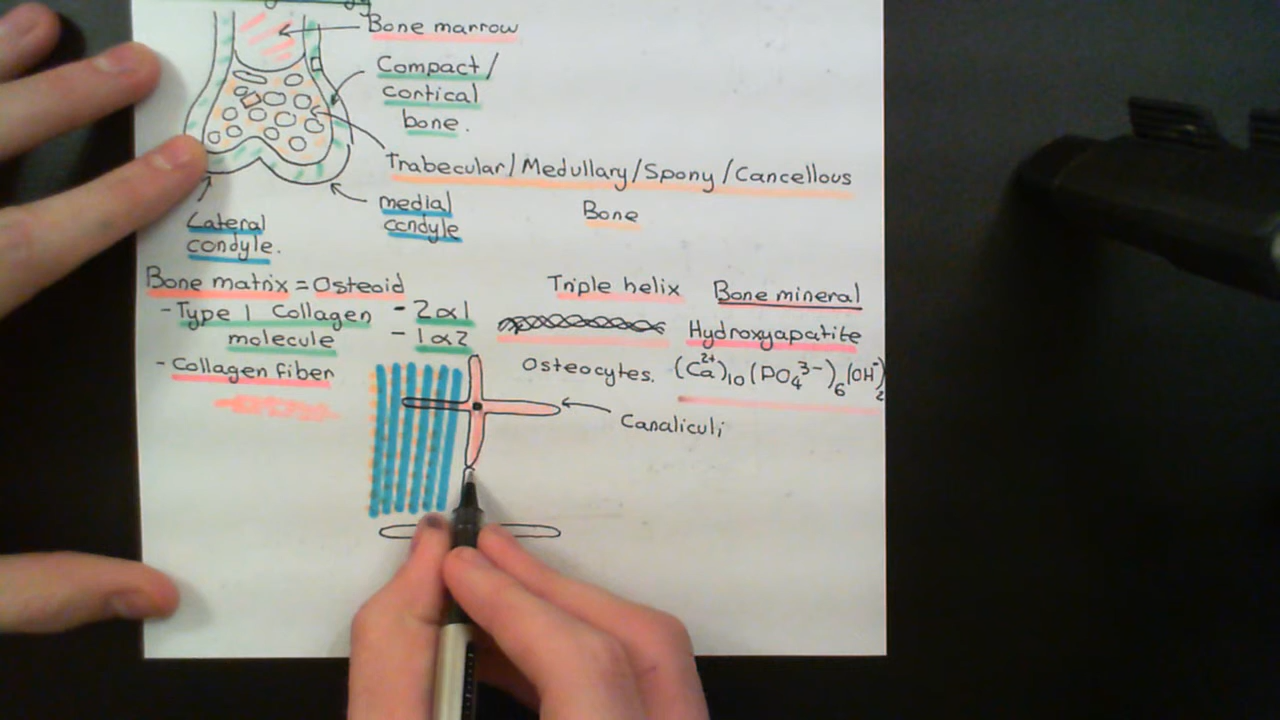 Bone marrow
Compact /
cortical
bone.
Trabecular/Medullary/Spony/Cancellous
Bone
medial
condyle
Lateral
condyle.
Bone matrix = Osteoid
- Type 1 Collagen - 2α1
molecule - 1α2
- Collagen fiber
Triple helix
Osteocytes.
Bone mineral
Hydroxyapatite
(Ca²⁺)₁₀(PO₄³⁻)₆(OH⁻)₂
Canaliculi